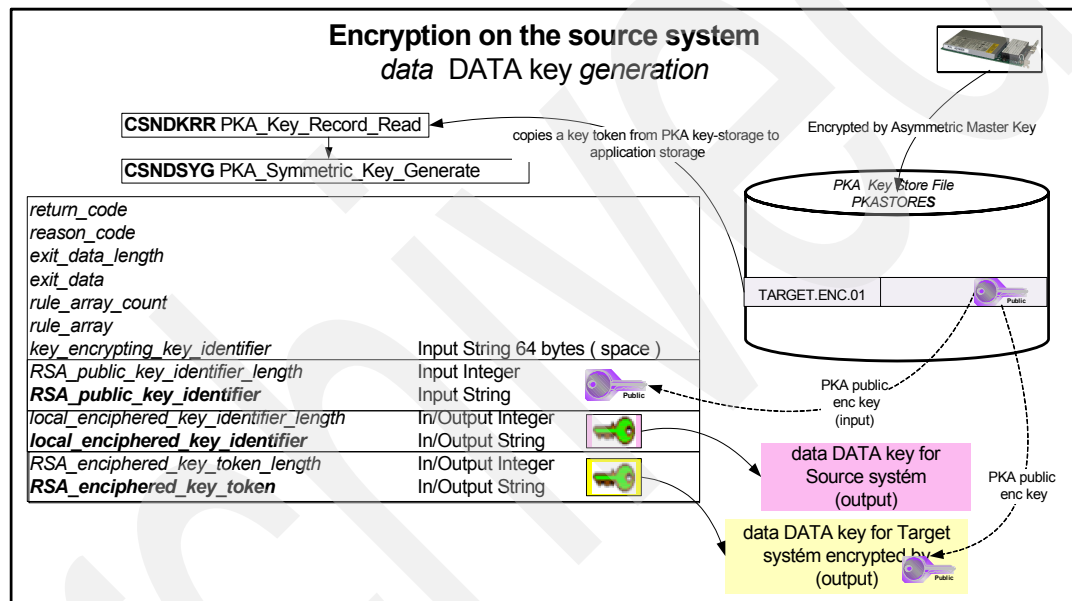 Encryption on the source system
data DATA key generation
CSNDKRR PKA_Key_Record_Read
copies a key token from PKA key-storage to
application storage
Encrypted by Asymmetric Master Key
CSNDSYG PKA_Symmetric_Key_Generate
PKA Key Store File
PKASTORES
TARGET.ENC.01
Public
return_code
reason_code
exit_data_length
exit_data
rule_array_count
rule_array
key_encrypting_key_identifier Input String 64 bytes ( space )
RSA_public_key_identifier_length Input Integer
RSA_public_key_identifier Input String
Public
local_enciphered_key_identifier_length In/Output Integer
local_enciphered_key_identifier In/Output String
RSA_enciphered_key_token_length In/Output Integer
RSA_enciphered_key_token In/Output String
PKA public
enc key
(input)
data DATA key for
Source systém
(output)
PKA public
enc key
data DATA key for Target
systém encrypted by
(output)
Public